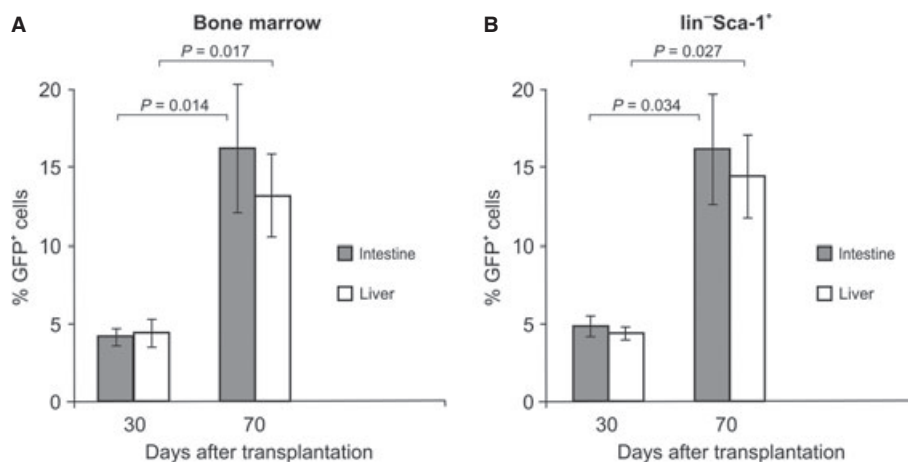 A
Bone marrow
P = 0.017
P = 0.014
20
15
10
5
0
% GFP⁺ cells
Intestine
Liver
30 70
Days after transplantation
B
lin⁻Sca-1⁺
P = 0.027
P = 0.034
20
15
10
5
0
% GFP⁺ cells
Intestine
Liver
30 70
Days after transplantation